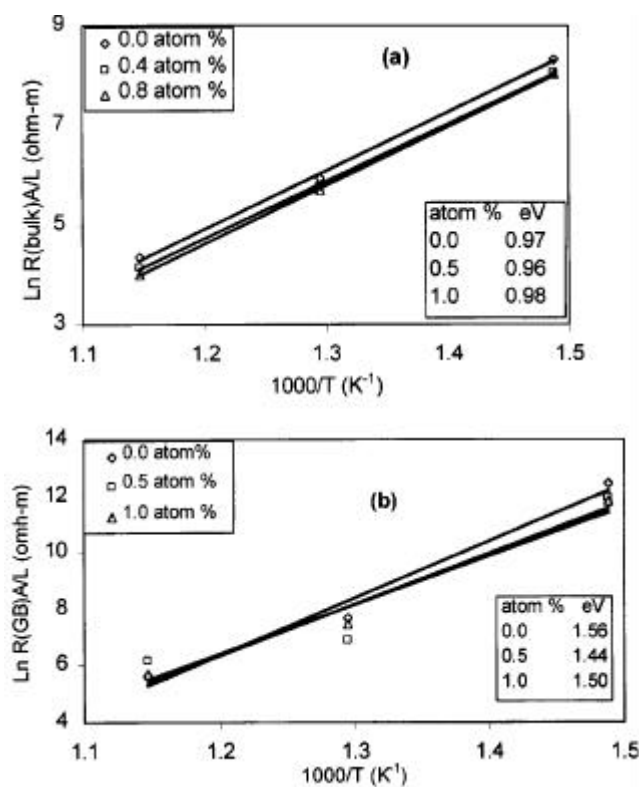 9
0.0 atom %
0.4 atom %
0.8 atom %
(a)
7
Ln R(bulk)A/L (ohm-m)
5
atom % eV
0.0 0.97
0.5 0.96
1.0 0.98
3
1.1 1.2 1.3 1.4 1.5
1000/T (K⁻¹)
14
0.0 atom%
0.5 atom %
1.0 atom %
(b)
12
10
Ln R(GB)A/L (omh-m)
8
atom % eV
0.0 1.56
0.5 1.44
1.0 1.50
6
4
1.1 1.2 1.3 1.4 1.5
1000/T (K⁻¹)